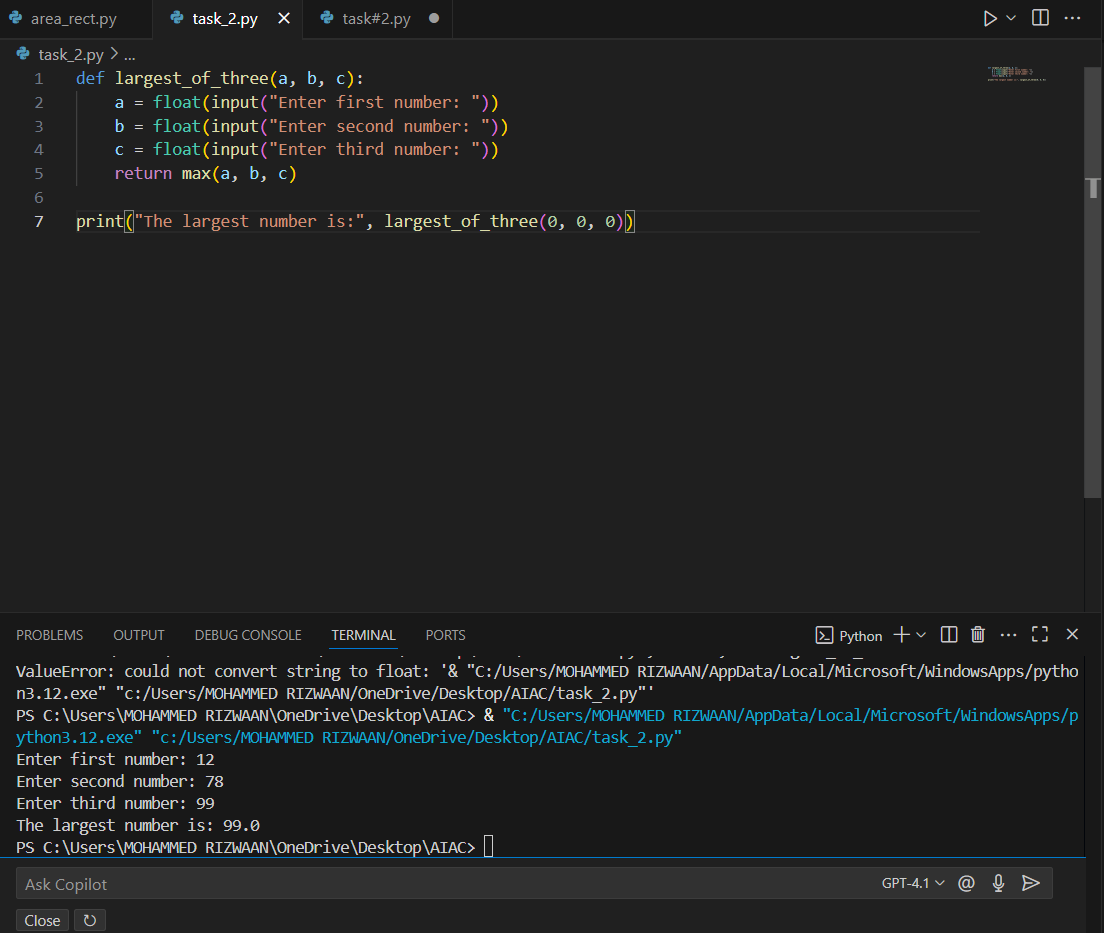 area_rect.py task_2.py task#2.py
task_2.py > ...
1 def largest_of_three(a, b, c):
2     a = float(input("Enter first number: "))
3     b = float(input("Enter second number: "))
4     c = float(input("Enter third number: "))
5     return max(a, b, c)
6
7 print("The largest number is:", largest_of_three(0, 0, 0))
PROBLEMS OUTPUT DEBUG CONSOLE TERMINAL PORTS Python
ValueError: could not convert string to float: '& "C:/Users/MOHAMMED RIZWAAN/AppData/Local/Microsoft/WindowsApps/pytho
n3.12.exe" "c:/Users/MOHAMMED RIZWAAN/OneDrive/Desktop/AIAC/task_2.py"'
PS C:\Users\MOHAMMED RIZWAAN\OneDrive\Desktop\AIAC> & "C:/Users/MOHAMMED RIZWAAN/AppData/Local/Microsoft/WindowsApps/p
ython3.12.exe" "c:/Users/MOHAMMED RIZWAAN/OneDrive/Desktop/AIAC/task_2.py"
Enter first number: 12
Enter second number: 78
Enter third number: 99
The largest number is: 99.0
PS C:\Users\MOHAMMED RIZWAAN\OneDrive\Desktop\AIAC>
Ask Copilot GPT-4.1 @
Close